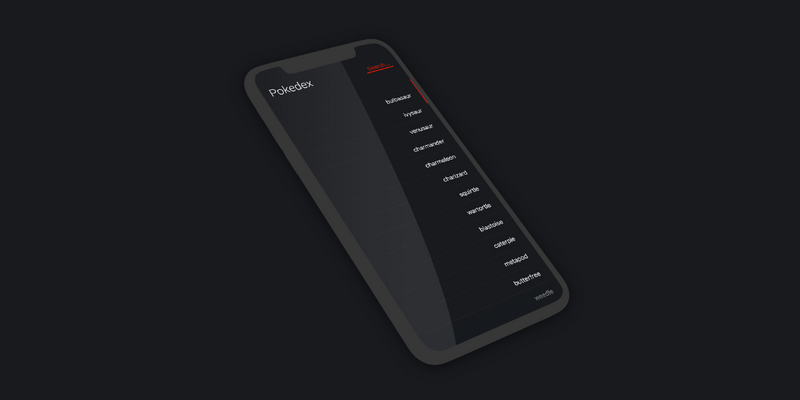 Pokedex
Search...
bulbasaur
ivysaur
venusaur
charmander
charmeleon
charizard
squirtle
wartortle
blastoise
caterpie
metapod
butterfree
weedle